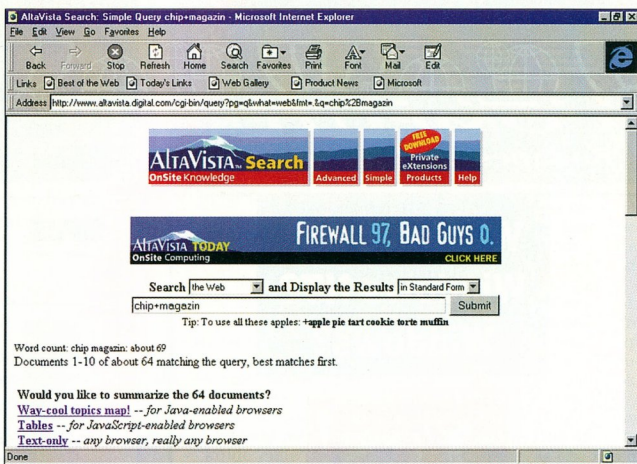 AltaVista Search: Simple Query chip+magazin - Microsoft Internet Explorer
File Edit View Go Favorites Help
Back Forward Stop Refresh Home Search Favorites Print Font Mail Edit
Links Best of the Web Today's Links Web Gallery Product News Microsoft
Address http://www.altavista.digital.com/cgi-bin/query?pg=q&what=web&fmt=.&q=chip%2Bmagazin
ALTAVISTA™ Search
OnSite Knowledge
Advanced Simple
FREE DOWNLOAD
Private eXtensions Products
Help
ALTAVISTA TODAY
OnSite Computing
FIREWALL 97, BAD GUYS 0.
CLICK HERE
Search the Web and Display the Results in Standard Form
chip+magazin Submit
Tip: To use all these apples: +apple pie tart cookie torte muffin
Word count: chip magazin: about 69
Documents 1-10 of about 64 matching the query, best matches first.
Would you like to summarize the 64 documents?
Way-cool topics map! -- for Java-enabled browsers
Tables -- for JavaScript-enabled browsers
Text-only -- any browser, really any browser
Done